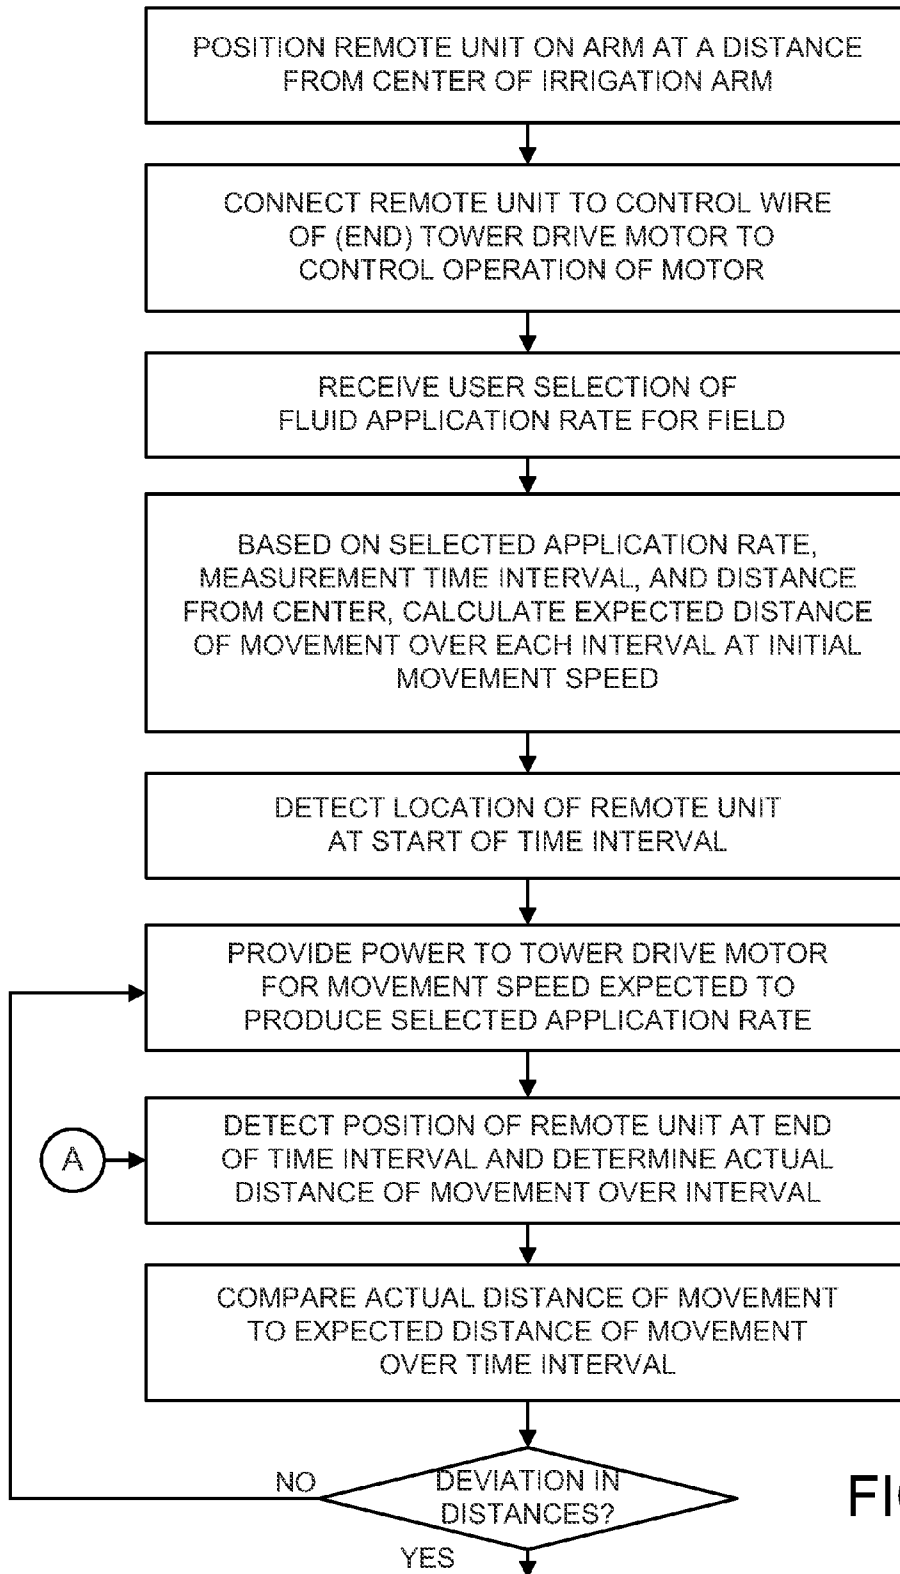 POSITION REMOTE UNIT ON ARM AT A DISTANCE
FROM CENTER OF IRRIGATION ARM
CONNECT REMOTE UNIT TO CONTROL WIRE
OF (END) TOWER DRIVE MOTOR TO
CONTROL OPERATION OF MOTOR
RECEIVE USER SELECTION OF
FLUID APPLICATION RATE FOR FIELD
BASED ON SELECTED APPLICATION RATE,
MEASUREMENT TIME INTERVAL, AND DISTANCE
FROM CENTER, CALCULATE EXPECTED DISTANCE
OF MOVEMENT OVER EACH INTERVAL AT INITIAL
MOVEMENT SPEED
DETECT LOCATION OF REMOTE UNIT
AT START OF TIME INTERVAL
PROVIDE POWER TO TOWER DRIVE MOTOR
FOR MOVEMENT SPEED EXPECTED TO
PRODUCE SELECTED APPLICATION RATE
A
DETECT POSITION OF REMOTE UNIT AT END
OF TIME INTERVAL AND DETERMINE ACTUAL
DISTANCE OF MOVEMENT OVER INTERVAL
COMPARE ACTUAL DISTANCE OF MOVEMENT
TO EXPECTED DISTANCE OF MOVEMENT
OVER TIME INTERVAL
NO
DEVIATION IN
DISTANCES?
YES